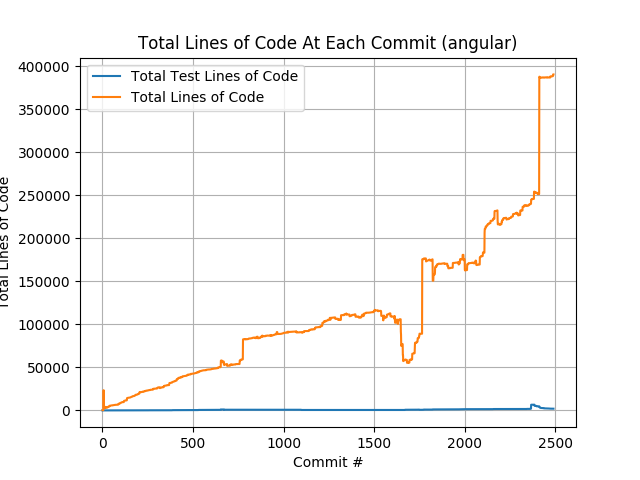 Total Lines of Code At Each Commit (angular)
Total Test Lines of Code
Total Lines of Code
400000
350000
300000
250000
200000
150000
100000
50000
0
Total Lines of Code
0 500 1000 1500 2000 2500
Commit #